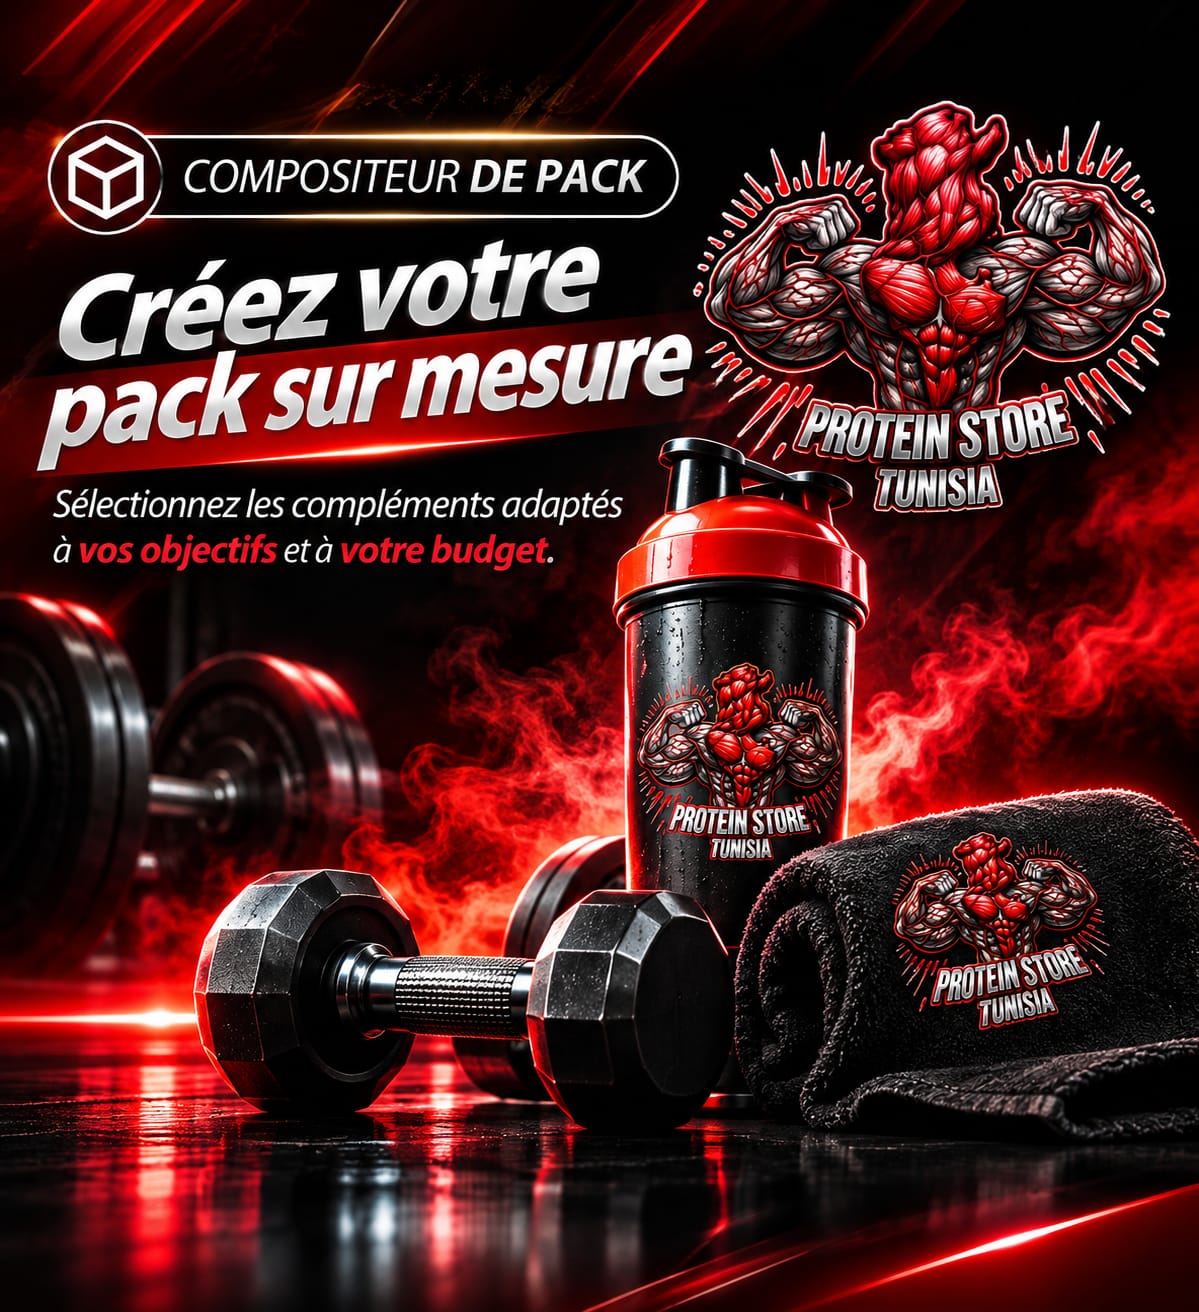 COMPOSITEUR DE PACK
Créez votre
pack sur mesure
Sélectionnez les compléments adaptés
à vos objectifs et à votre budget.
PROTEIN STORE
TUNISIA
PROTEIN STORE
TUNISIA
PROTEIN STORE
TUNISIA